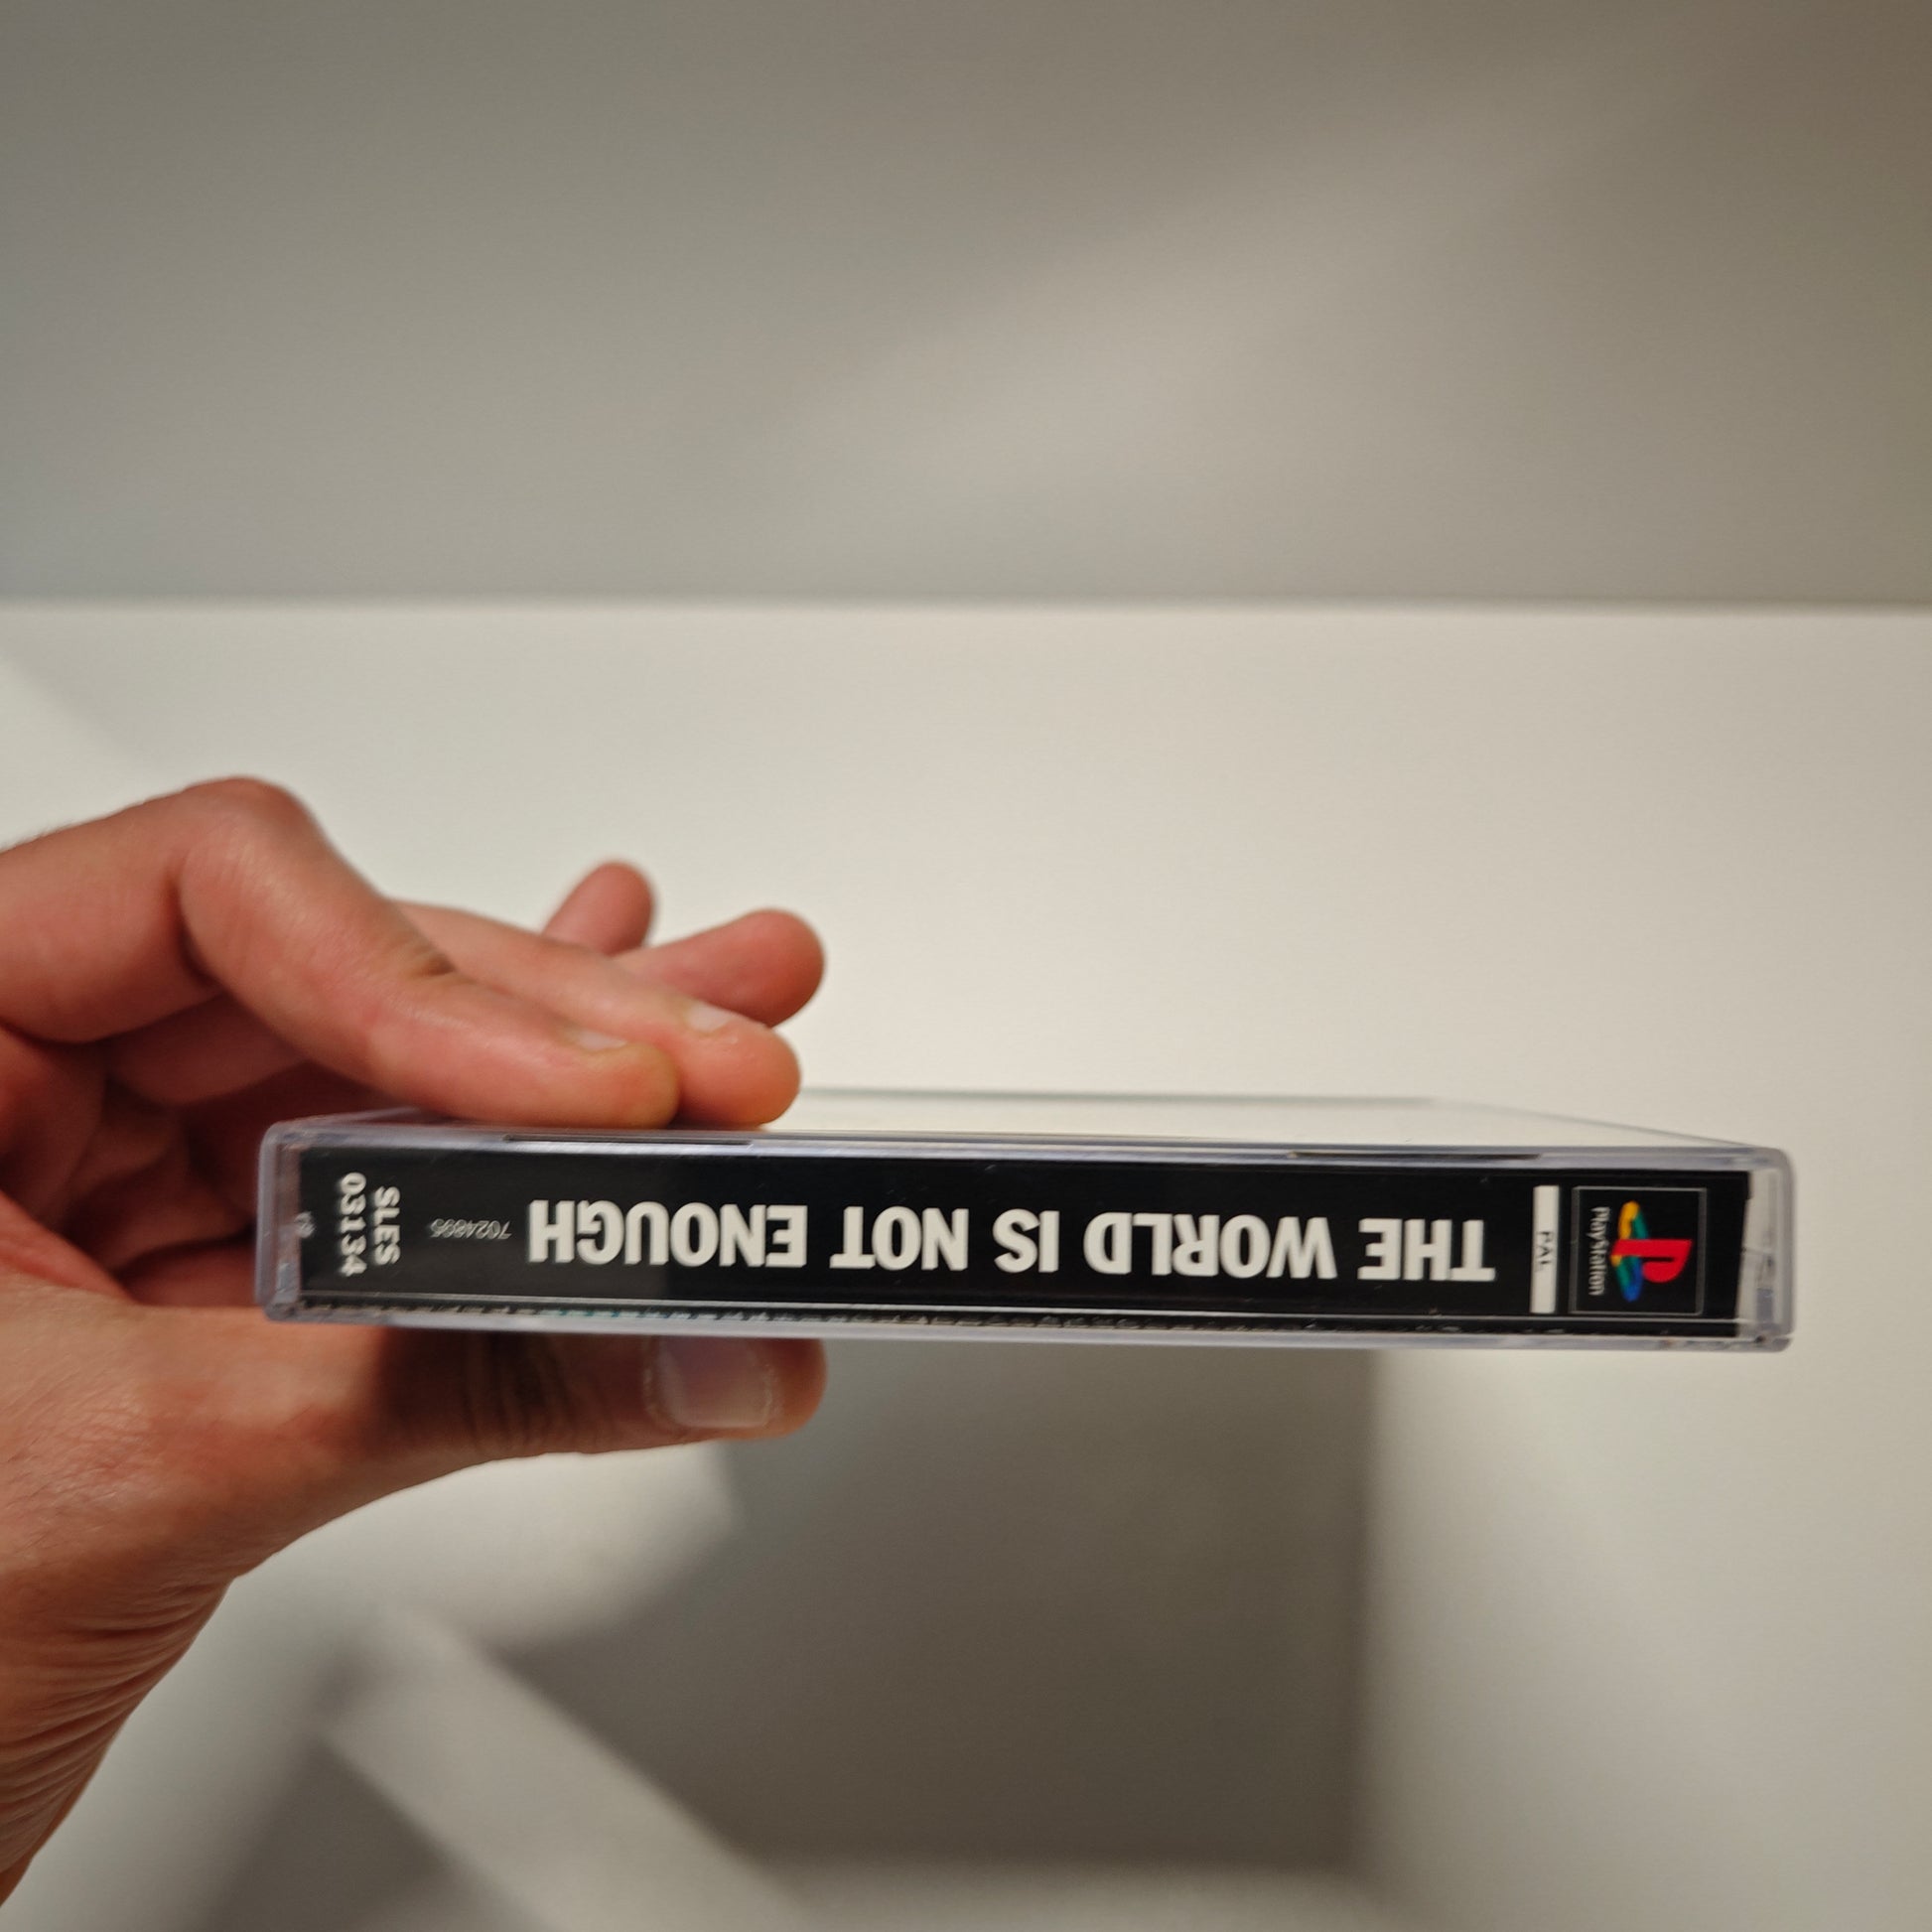 PlayStation
PAL
THE WORLD IS NOT ENOUGH
7024895
SLES
03134